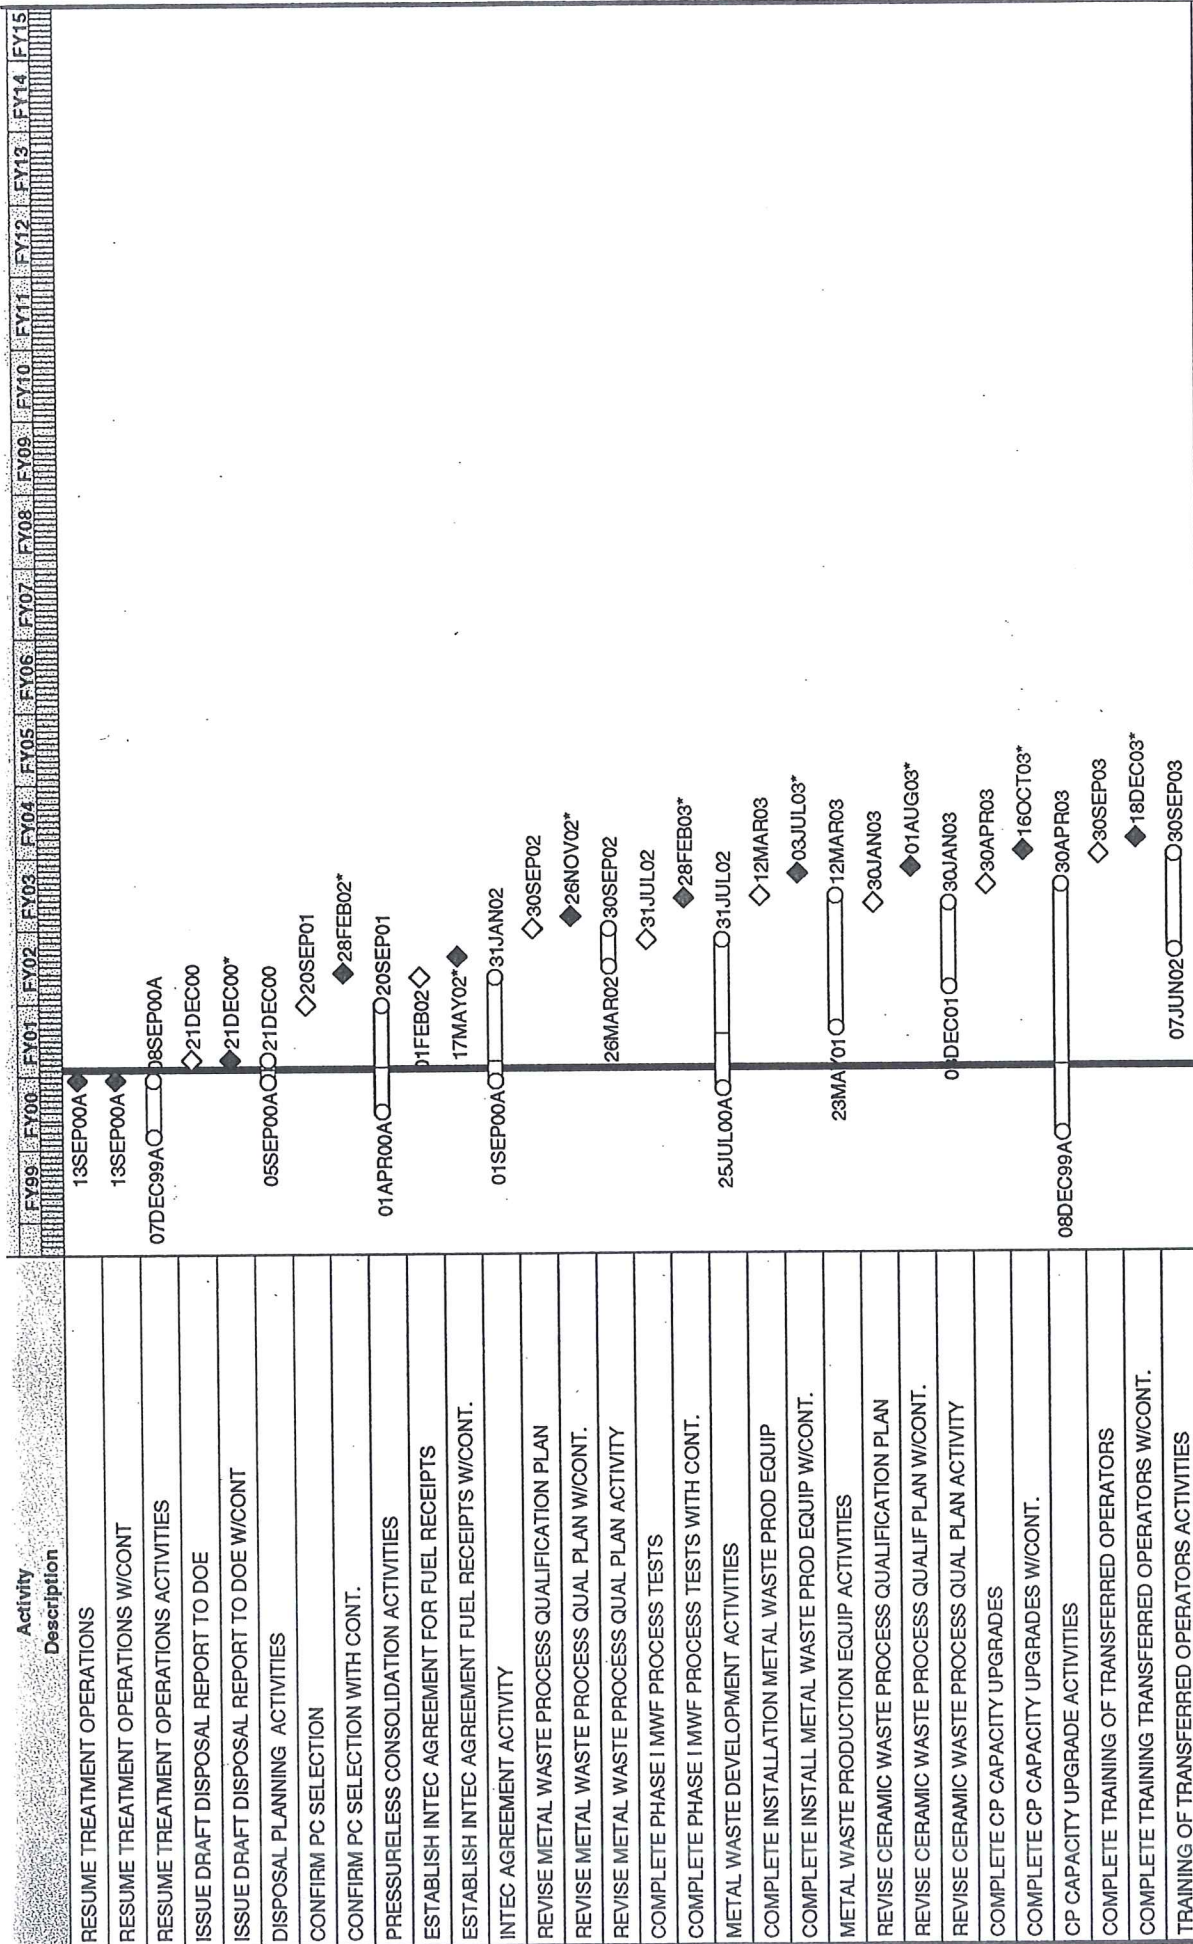 Activity
Description
FY99 FY00 FY01 FY02 FY03 FY04 FY05 FY06 FY07 FY08 FY09 FY10 FY11 FY12 FY13 FY14 FY15
RESUME TREATMENT OPERATIONS 13SEP00A
RESUME TREATMENT OPERATIONS W/CONT 13SEP00A
RESUME TREATMENT OPERATIONS ACTIVITIES 07DEC99A 08SEP00A
ISSUE DRAFT DISPOSAL REPORT TO DOE 21DEC00
ISSUE DRAFT DISPOSAL REPORT TO DOE W/CONT 21DEC00*
DISPOSAL PLANNING ACTIVITIES 05SEP00A 21DEC00
CONFIRM PC SELECTION 20SEP01
CONFIRM PC SELECTION WITH CONT. 28FEB02*
PRESSURELESS CONSOLIDATION ACTIVITIES 01APR00A 20SEP01
ESTABLISH INTEC AGREEMENT FOR FUEL RECEIPTS 01FEB02
ESTABLISH INTEC AGREEMENT FUEL RECEIPTS W/CONT. 17MAY02*
INTEC AGREEMENT ACTIVITY 01SEP00A 31JAN02
REVISE METAL WASTE PROCESS QUALIFICATION PLAN 30SEP02
REVISE METAL WASTE PROCESS QUAL PLAN W/CONT. 26NOV02*
REVISE METAL WASTE PROCESS QUAL PLAN ACTIVITY 26MAR02 30SEP02
COMPLETE PHASE I MWF PROCESS TESTS 31JUL02
COMPLETE PHASE I MWF PROCESS TESTS WITH CONT. 28FEB03*
METAL WASTE DEVELOPMENT ACTIVITIES 25JUL00A 31JUL02
COMPLETE INSTALLATION METAL WASTE PROD EQUIP 12MAR03
COMPLETE INSTALL METAL WASTE PROD EQUIP W/CONT. 03JUL03*
METAL WASTE PRODUCTION EQUIP ACTIVITIES 23MAY01 12MAR03
REVISE CERAMIC WASTE PROCESS QUALIFICATION PLAN 30JAN03
REVISE CERAMIC WASTE PROCESS QUALIF PLAN W/CONT. 01AUG03*
REVISE CERAMIC WASTE PROCESS QUAL PLAN ACTIVITY DEC01 30JAN03
COMPLETE CP CAPACITY UPGRADES 30APR03
COMPLETE CP CAPACITY UPGRADES W/CONT. 16OCT03*
CP CAPACITY UPGRADE ACTIVITIES 08DEC99A 30APR03
COMPLETE TRAINING OF TRANSFERRED OPERATORS 30SEP03
COMPLETE TRAINING TRANSFERRED OPERATORS W/CONT. 18DEC03*
TRAINING OF TRANSFERRED OPERATORS ACTIVITIES 07JUN02 30SEP03